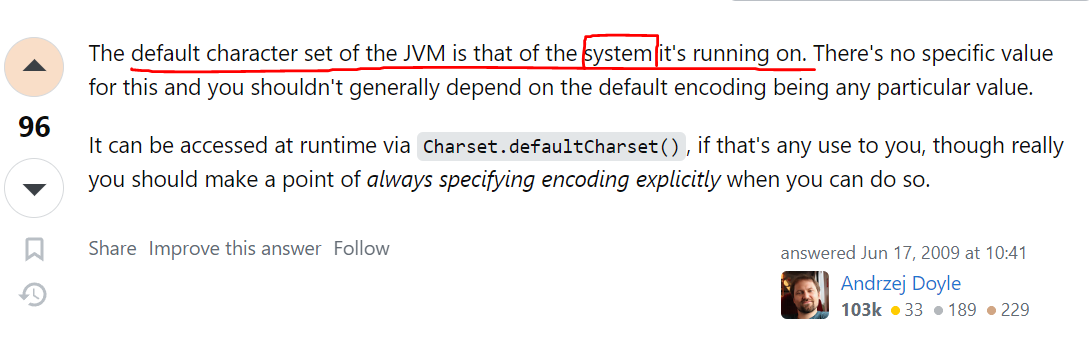 The default character set of the JVM is that of the system it's running on. There's no specific value
for this and you shouldn't generally depend on the default encoding being any particular value.
96
It can be accessed at runtime via Charset.defaultCharset(), if that's any use to you, though really
you should make a point of always specifying encoding explicitly when you can do so.
Share Improve this answer Follow
answered Jun 17, 2009 at 10:41
Andrzej Doyle
103k 33 189 229